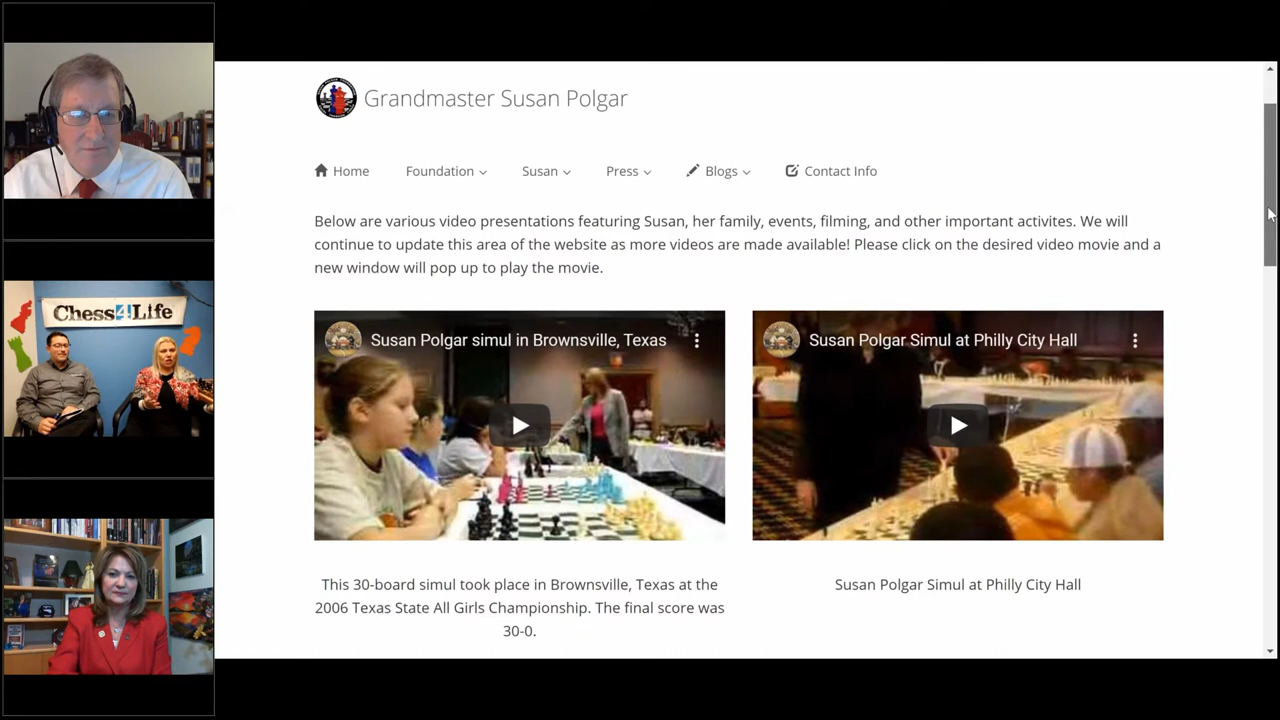 Chess4Life
Grandmaster Susan Polgar
Home Foundation Susan Press Blogs Contact Info
Below are various video presentations featuring Susan, her family, events, filming, and other important activites. We will
continue to update this area of the website as more videos are made available! Please click on the desired video movie and a
new window will pop up to play the movie.
Susan Polgar simul in Brownsville, Texas
Susan Polgar Simul at Philly City Hall
This 30-board simul took place in Brownsville, Texas at the
2006 Texas State All Girls Championship. The final score was
30-0.
Susan Polgar Simul at Philly City Hall